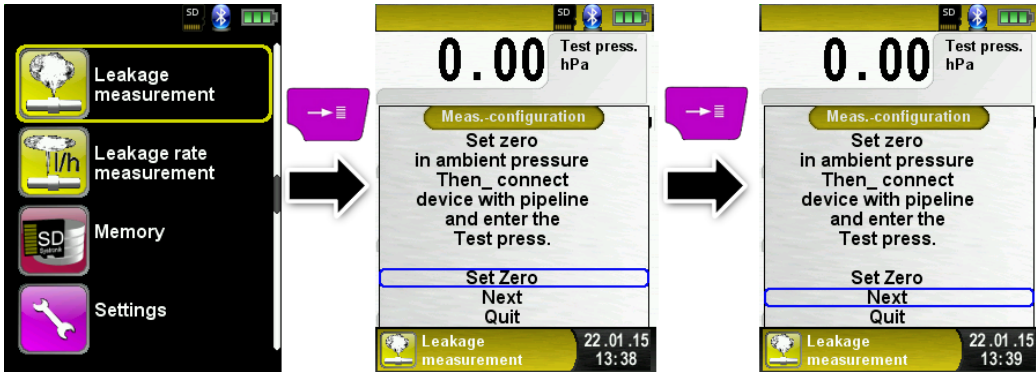 SD
Leakage
measurement
l/h
Leakage rate
measurement
SD
Memory
Settings
SD
0.00
Test press.
hPa
Meas.-configuration
Set zero
in ambient pressure
Then_ connect
device with pipeline
and enter the
Test press.
Set Zero
Next
Quit
Leakage
measurement
22.01.15
13:38
SD
0.00
Test press.
hPa
Meas.-configuration
Set zero
in ambient pressure
Then_ connect
device with pipeline
and enter the
Test press.
Set Zero
Next
Quit
Leakage
measurement
22.01.15
13:39